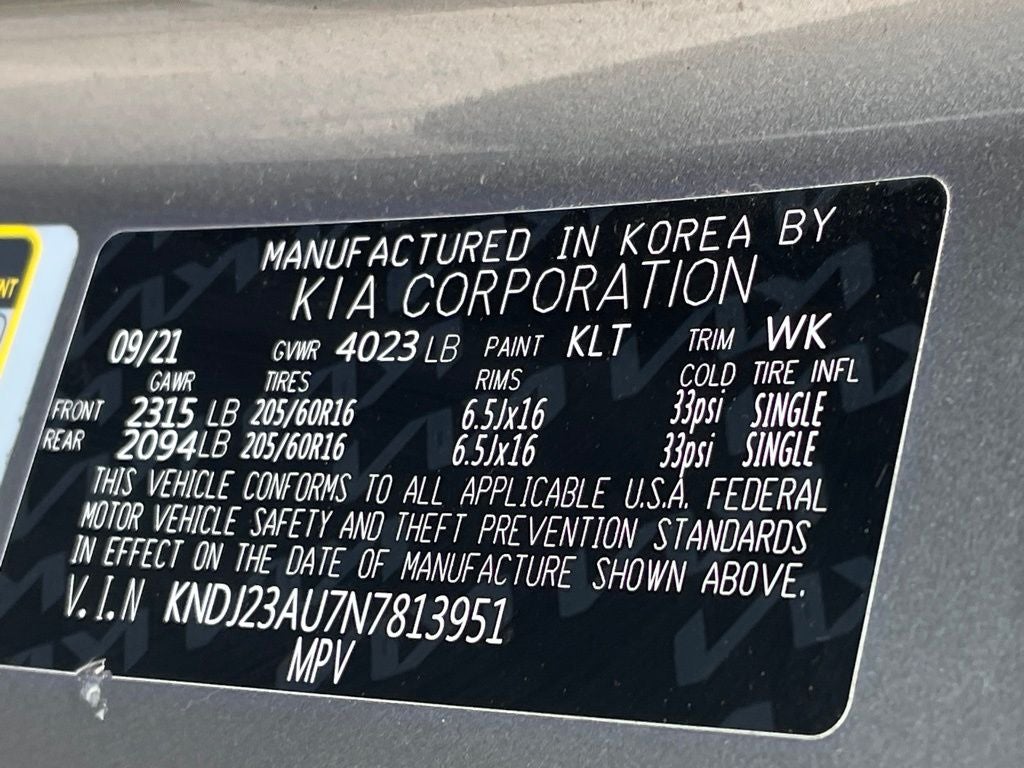 MANUFACTURED IN KOREA BY
KIA CORPORATION
09/21 GVWR 4023 LB PAINT KLT TRIM WK
GAWR TIRES RIMS COLD TIRE INFL
FRONT 2315 LB 205/60R16 6.5Jx16 33psi SINGLE
REAR 2094 LB 205/60R16 6.5Jx16 33psi SINGLE
THIS VEHICLE CONFORMS TO ALL APPLICABLE U.S.A. FEDERAL
MOTOR VEHICLE SAFETY AND THEFT PREVENTION STANDARDS
IN EFFECT ON THE DATE OF MANUFACTURE SHOWN ABOVE.
V.I.N KNDJ23AU7N7813951
MPV